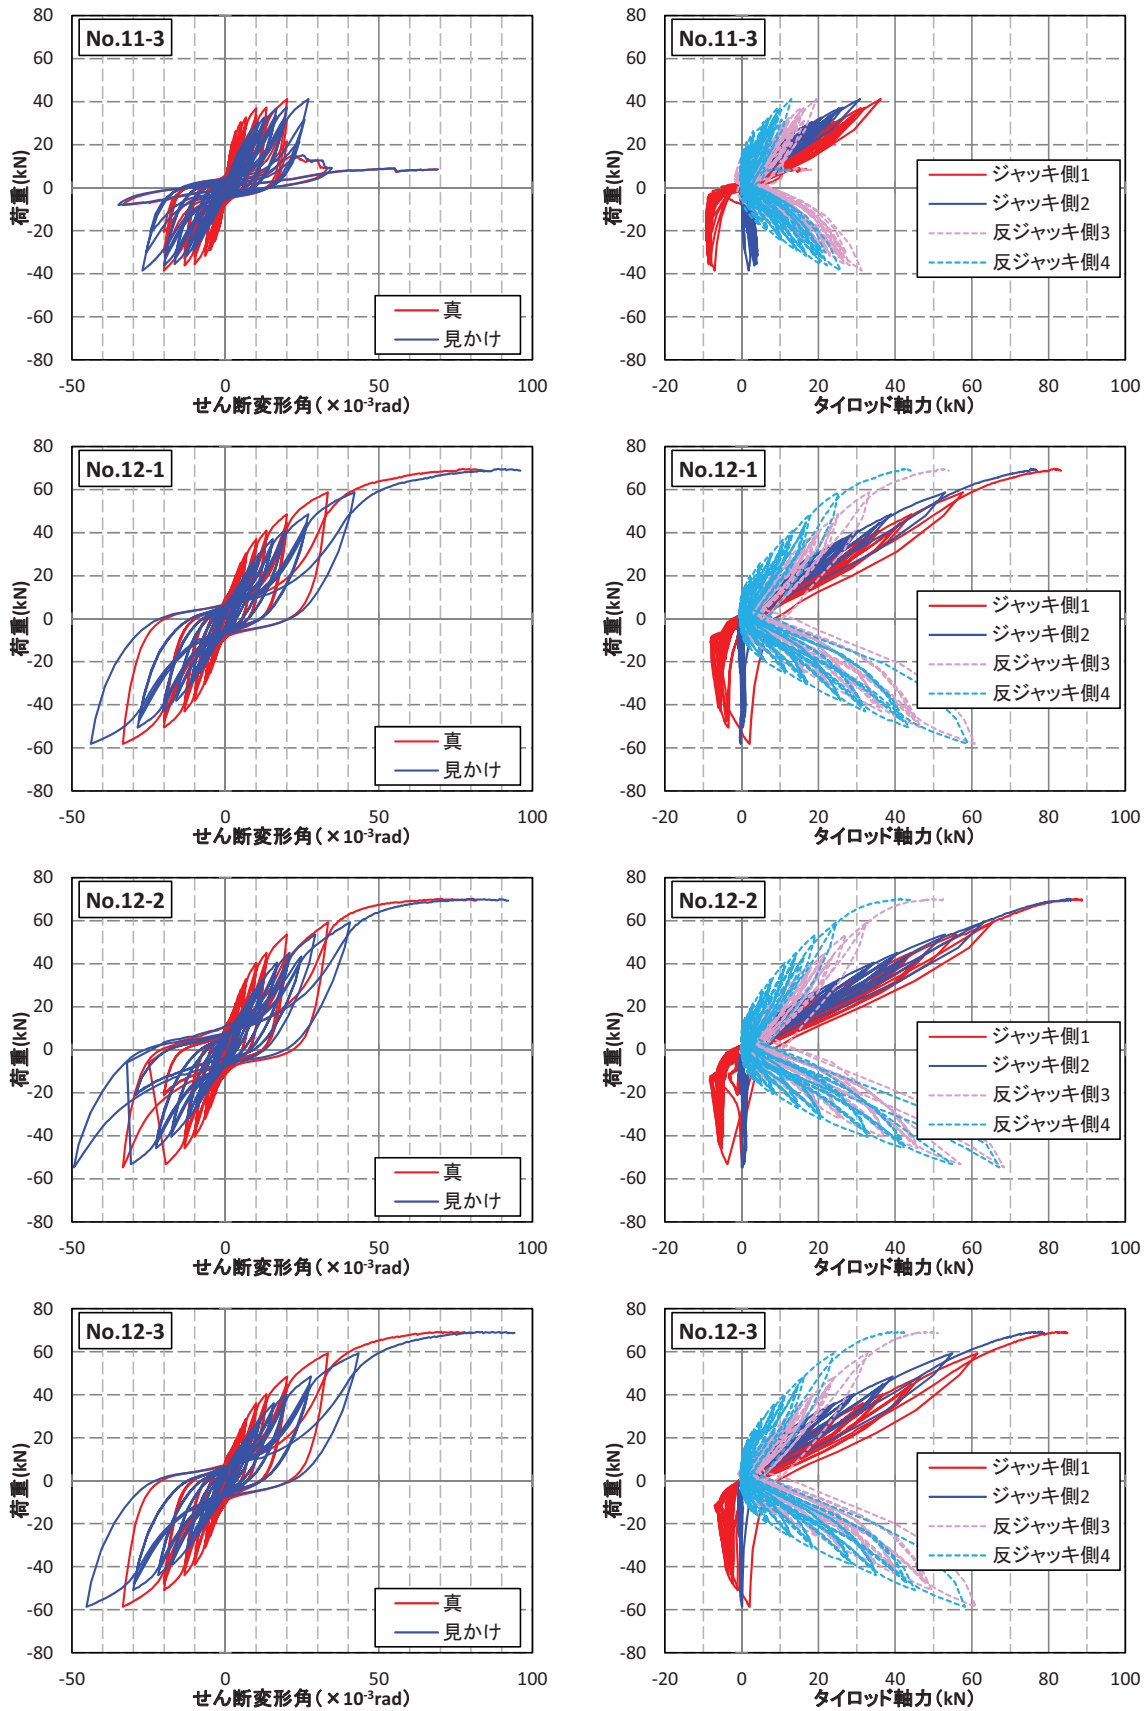 No.11-3
80
60
40
20
0
-20
-40
-60
-80
荷重(kN)
真
見かけ
-50 0 50 100
せん断変形角(×10⁻³rad)
No.11-3
80
60
40
20
0
-20
-40
-60
-80
荷重(kN)
ジャッキ側1
ジャッキ側2
反ジャッキ側3
反ジャッキ側4
-20 0 20 40 60 80 100
タイロッド軸力(kN)
No.12-1
80
60
40
20
0
-20
-40
-60
-80
荷重(kN)
真
見かけ
-50 0 50 100
せん断変形角(×10⁻³rad)
No.12-1
80
60
40
20
0
-20
-40
-60
-80
荷重(kN)
ジャッキ側1
ジャッキ側2
反ジャッキ側3
反ジャッキ側4
-20 0 20 40 60 80 100
タイロッド軸力(kN)
No.12-2
80
60
40
20
0
-20
-40
-60
-80
荷重(kN)
真
見かけ
-50 0 50 100
せん断変形角(×10⁻³rad)
No.12-2
80
60
40
20
0
-20
-40
-60
-80
荷重(kN)
ジャッキ側1
ジャッキ側2
反ジャッキ側3
反ジャッキ側4
-20 0 20 40 60 80 100
タイロッド軸力(kN)
No.12-3
80
60
40
20
0
-20
-40
-60
-80
荷重(kN)
真
見かけ
-50 0 50 100
せん断変形角(×10⁻³rad)
No.12-3
80
60
40
20
0
-20
-40
-60
-80
荷重(kN)
ジャッキ側1
ジャッキ側2
反ジャッキ側3
反ジャッキ側4
-20 0 20 40 60 80 100
タイロッド軸力(kN)